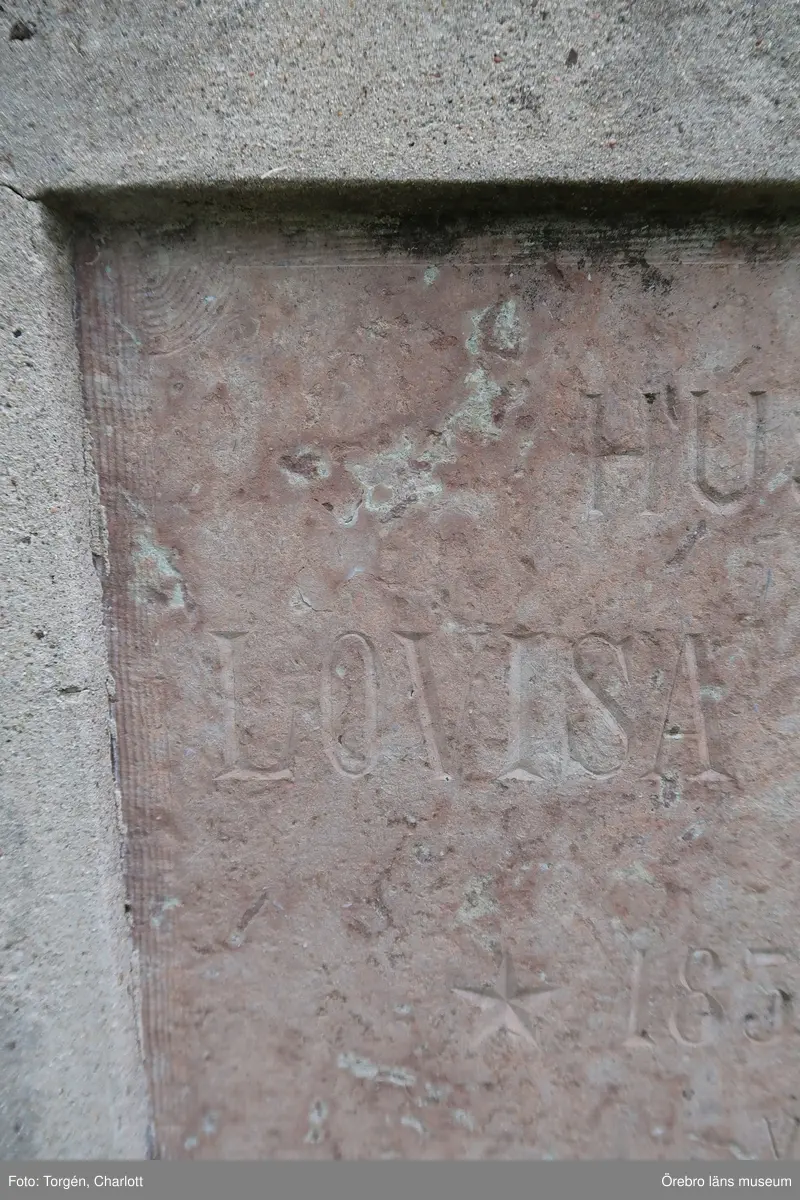 HU
LOVISA
★ 185
Foto: Torgén, Charlott
Örebro läns museum